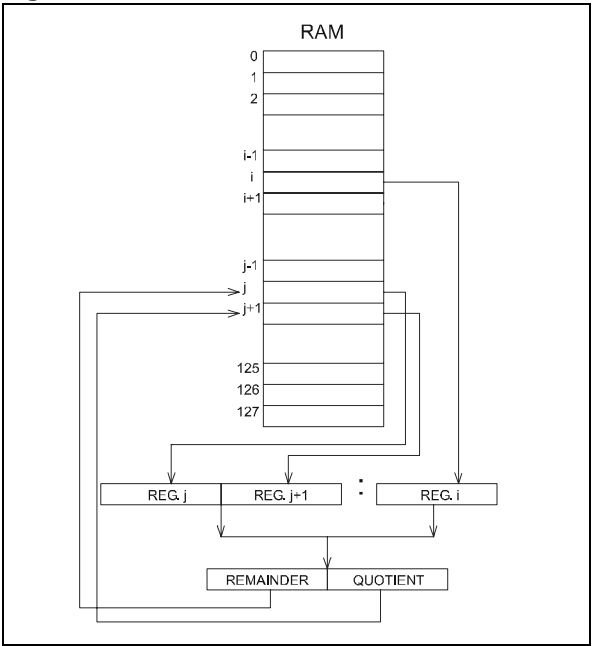 RAM
0
1
2
i-1
i
i+1
j-1
j
j+1
125
126
127
REG. j REG. j+1 : REG. i
REMAINDER QUOTIENT